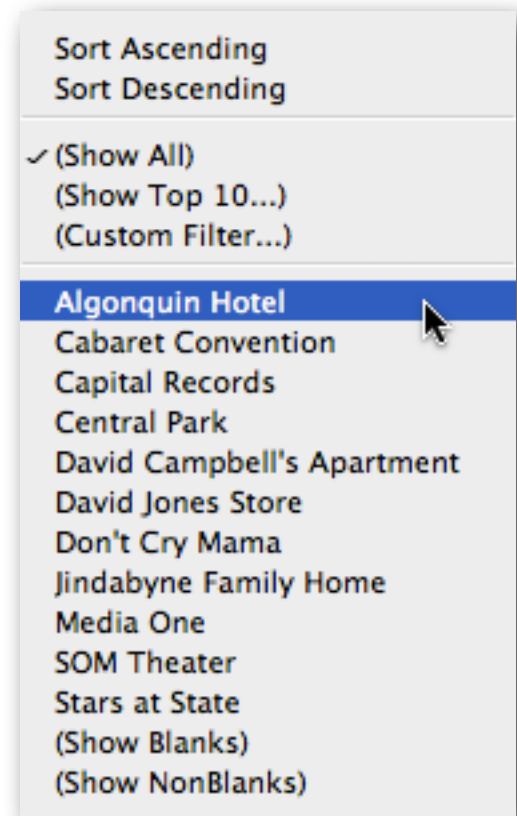 Sort Ascending
Sort Descending
✓ (Show All)
(Show Top 10...)
(Custom Filter...)
Algonquin Hotel
Cabaret Convention
Capital Records
Central Park
David Campbell's Apartment
David Jones Store
Don't Cry Mama
Jindabyne Family Home
Media One
SOM Theater
Stars at State
(Show Blanks)
(Show NonBlanks)